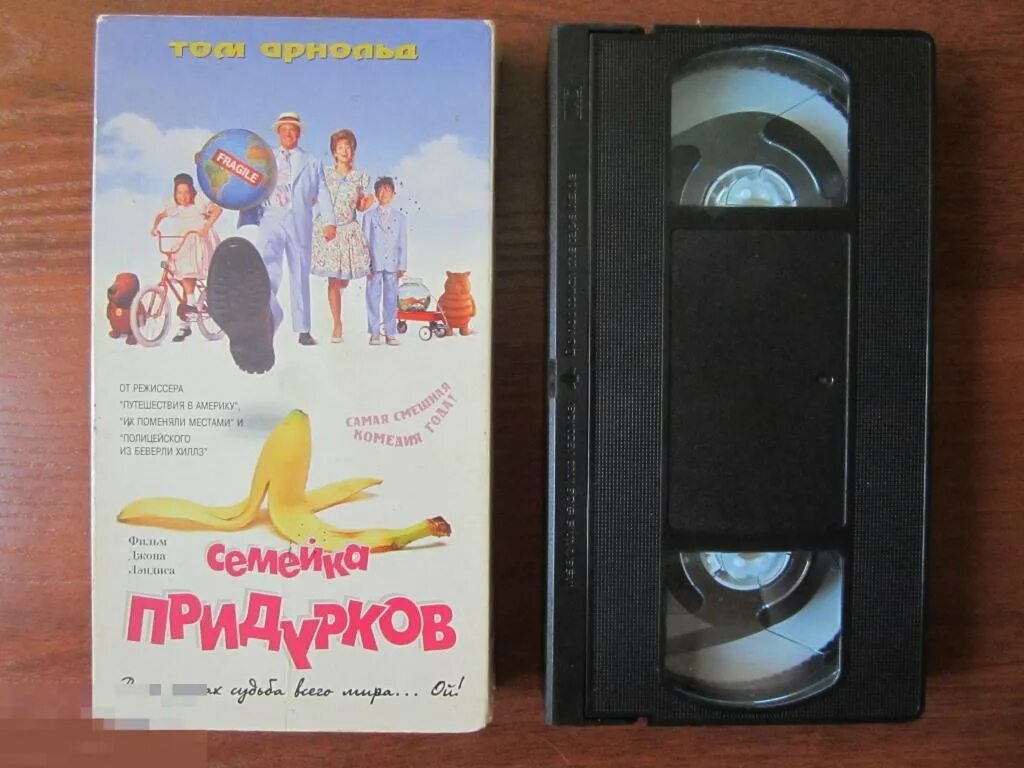 том арнольд
FRAGILE
ОТ РЕЖИССЕРА
"ПУТЕШЕСТВИЯ В АМЕРИКУ",
"ИХ ПОМЕНЯЛИ МЕСТАМИ" И
"ПОЛИЦЕЙСКОГО
ИЗ БЕВЕРЛИ ХИЛЛЗ"
САМАЯ СМЕШНАЯ
КОМЕДИЯ ГОДА!
Фильм
Джона
Лэндиса
семейка
ПРИДУРКОВ
судьба всего мира... Ой!